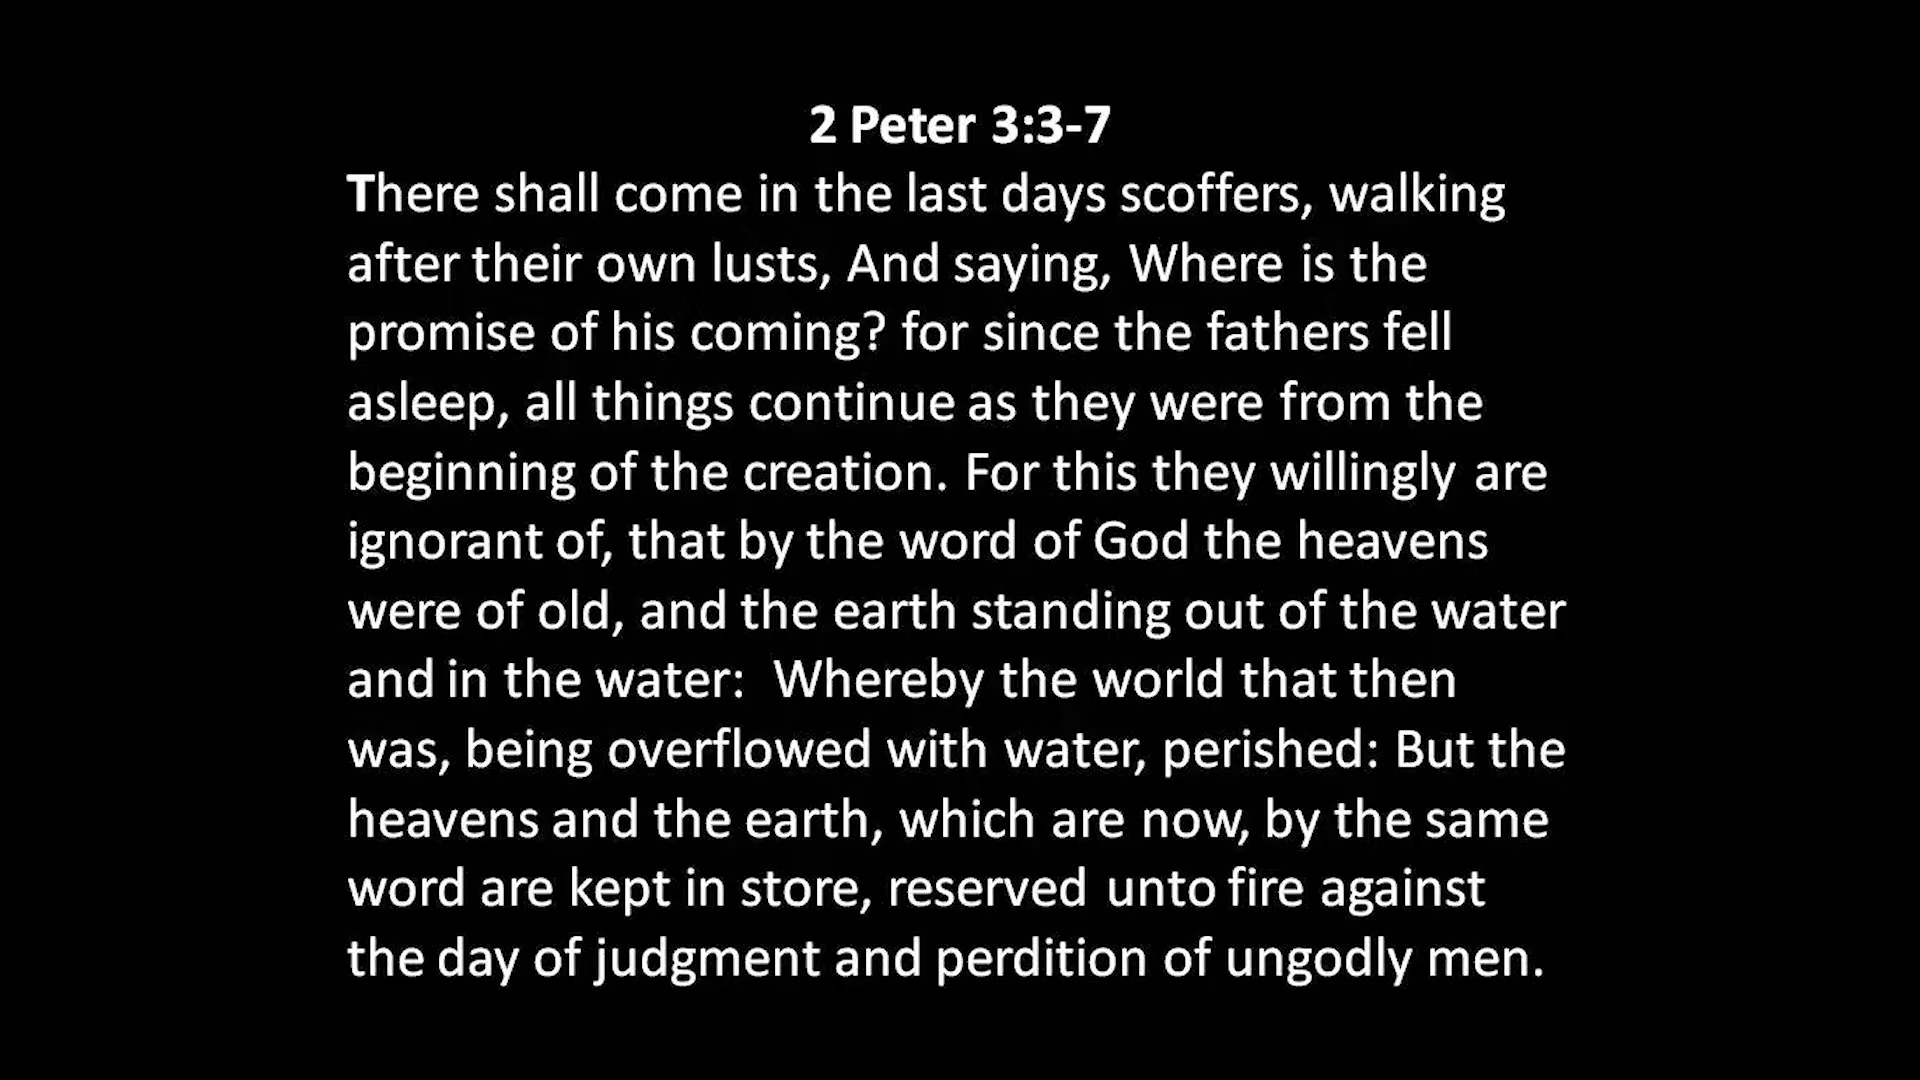 2 Peter 3:3-7
There shall come in the last days scoffers, walking
after their own lusts, And saying, Where is the
promise of his coming? for since the fathers fell
asleep, all things continue as they were from the
beginning of the creation. For this they willingly are
ignorant of, that by the word of God the heavens
were of old, and the earth standing out of the water
and in the water:  Whereby the world that then
was, being overflowed with water, perished: But the
heavens and the earth, which are now, by the same
word are kept in store, reserved unto fire against
the day of judgment and perdition of ungodly men.